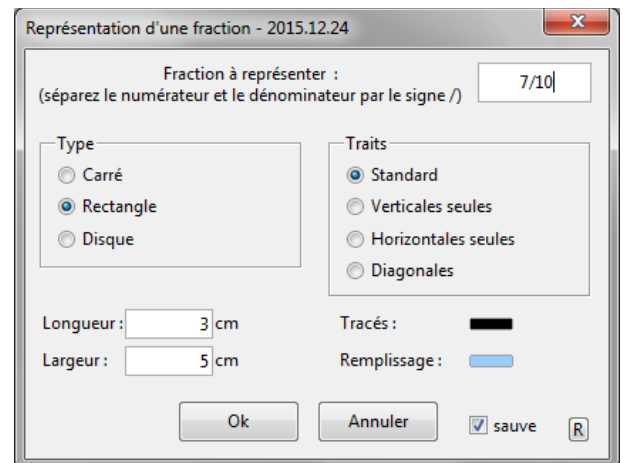 Représentation d'une fraction - 2015.12.24
Fraction à représenter :
(séparez le numérateur et le dénominateur par le signe /)
7/10
Type
Carré
Rectangle
Disque
Traits
Standard
Verticales seules
Horizontales seules
Diagonales
Longueur : 3 cm
Largeur : 5 cm
Tracés :
Remplissage :
Ok
Annuler
sauve
R